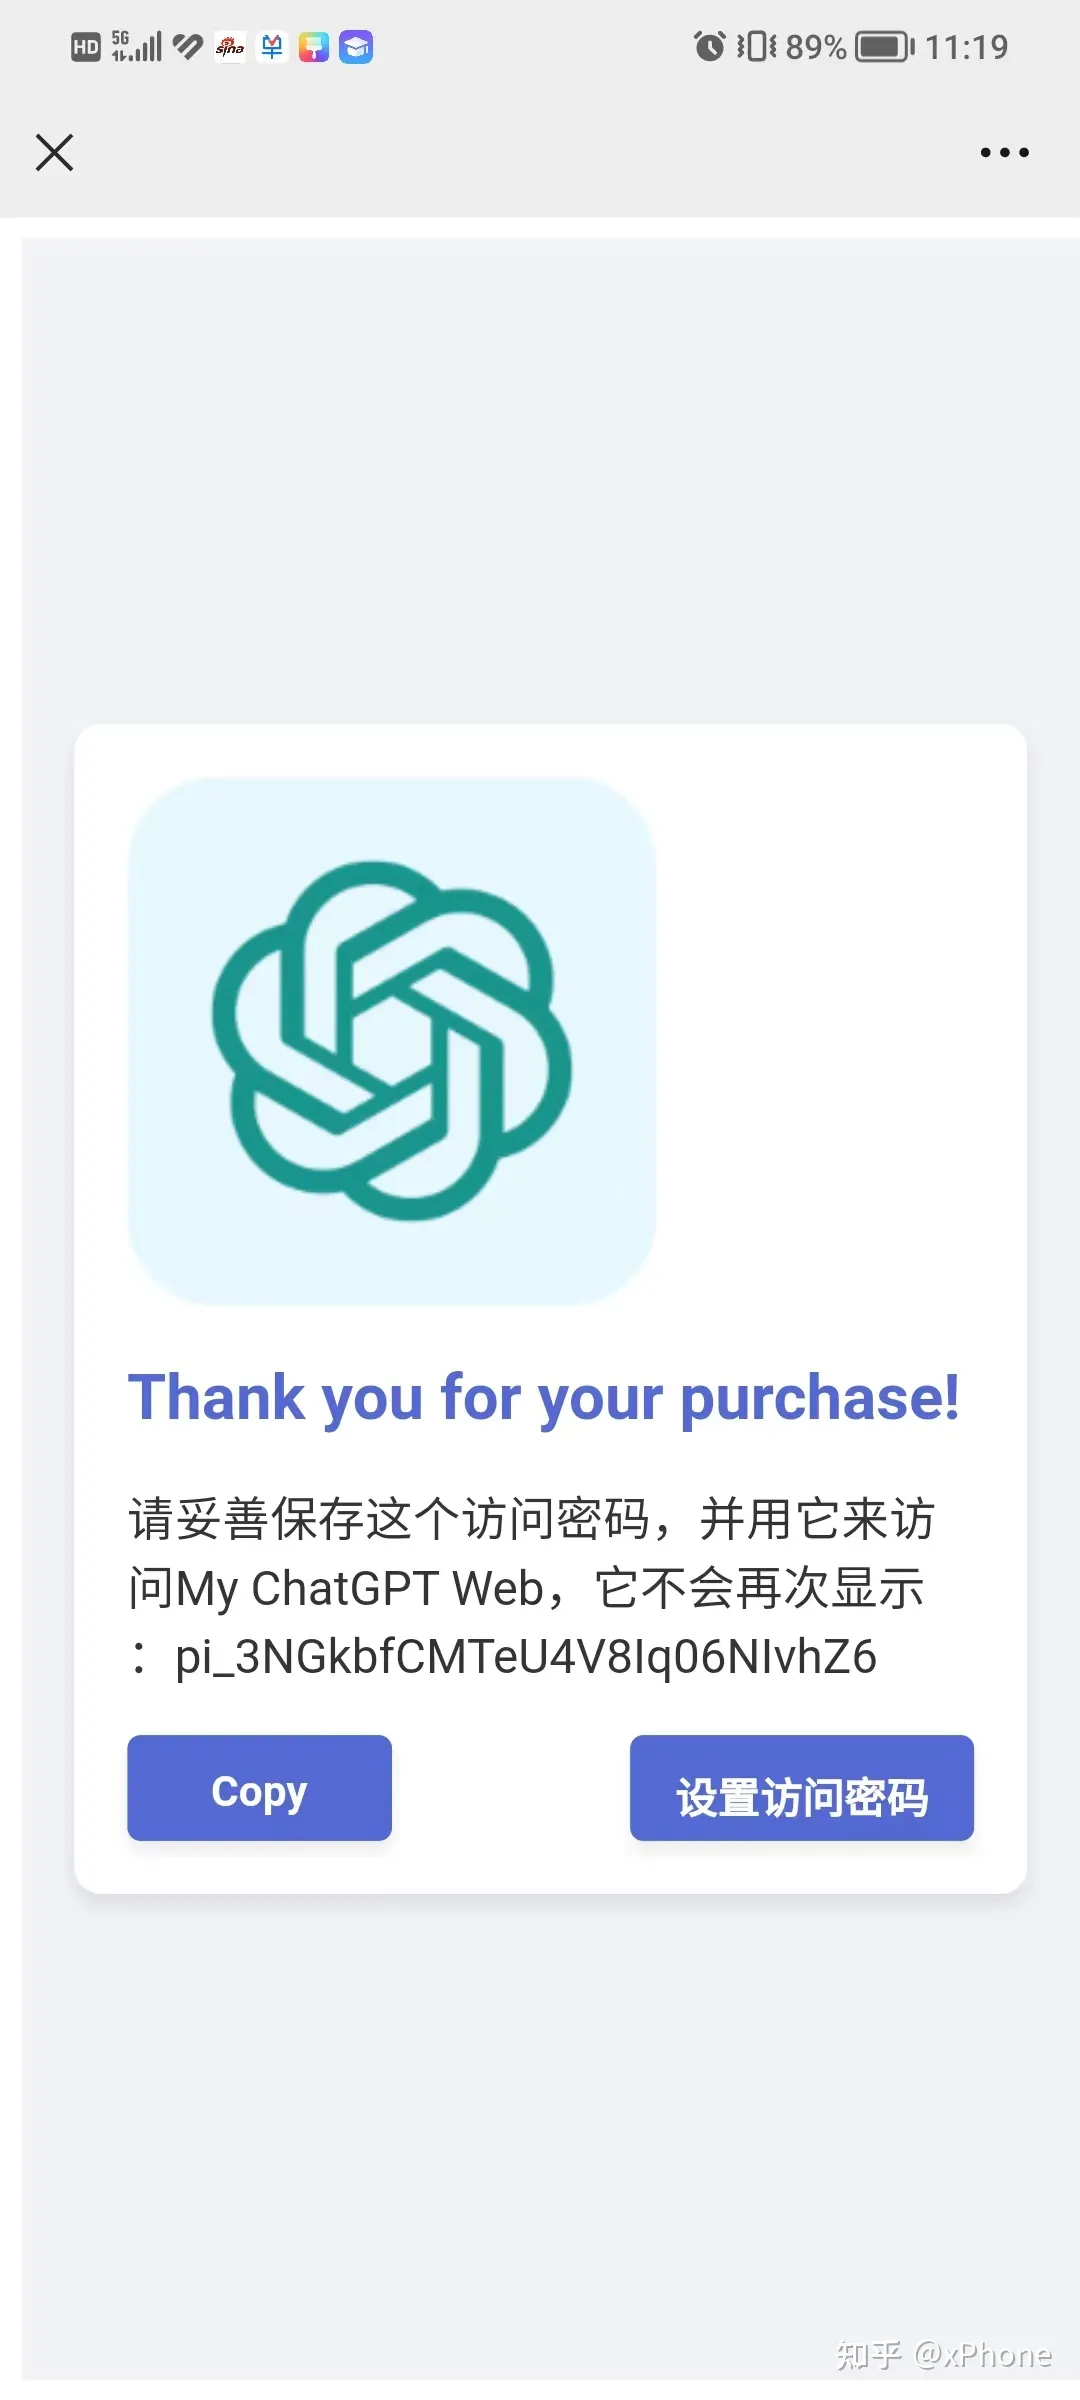 HD 5G sina 89% 11:19
Thank you for your purchase!
请妥善保存这个访问密码，并用它来访
问My ChatGPT Web，它不会再次显示
：pi_3NGkbfCMTeU4V8Iq06NIvhZ6
Copy 设置访问密码
知乎 @xPhone